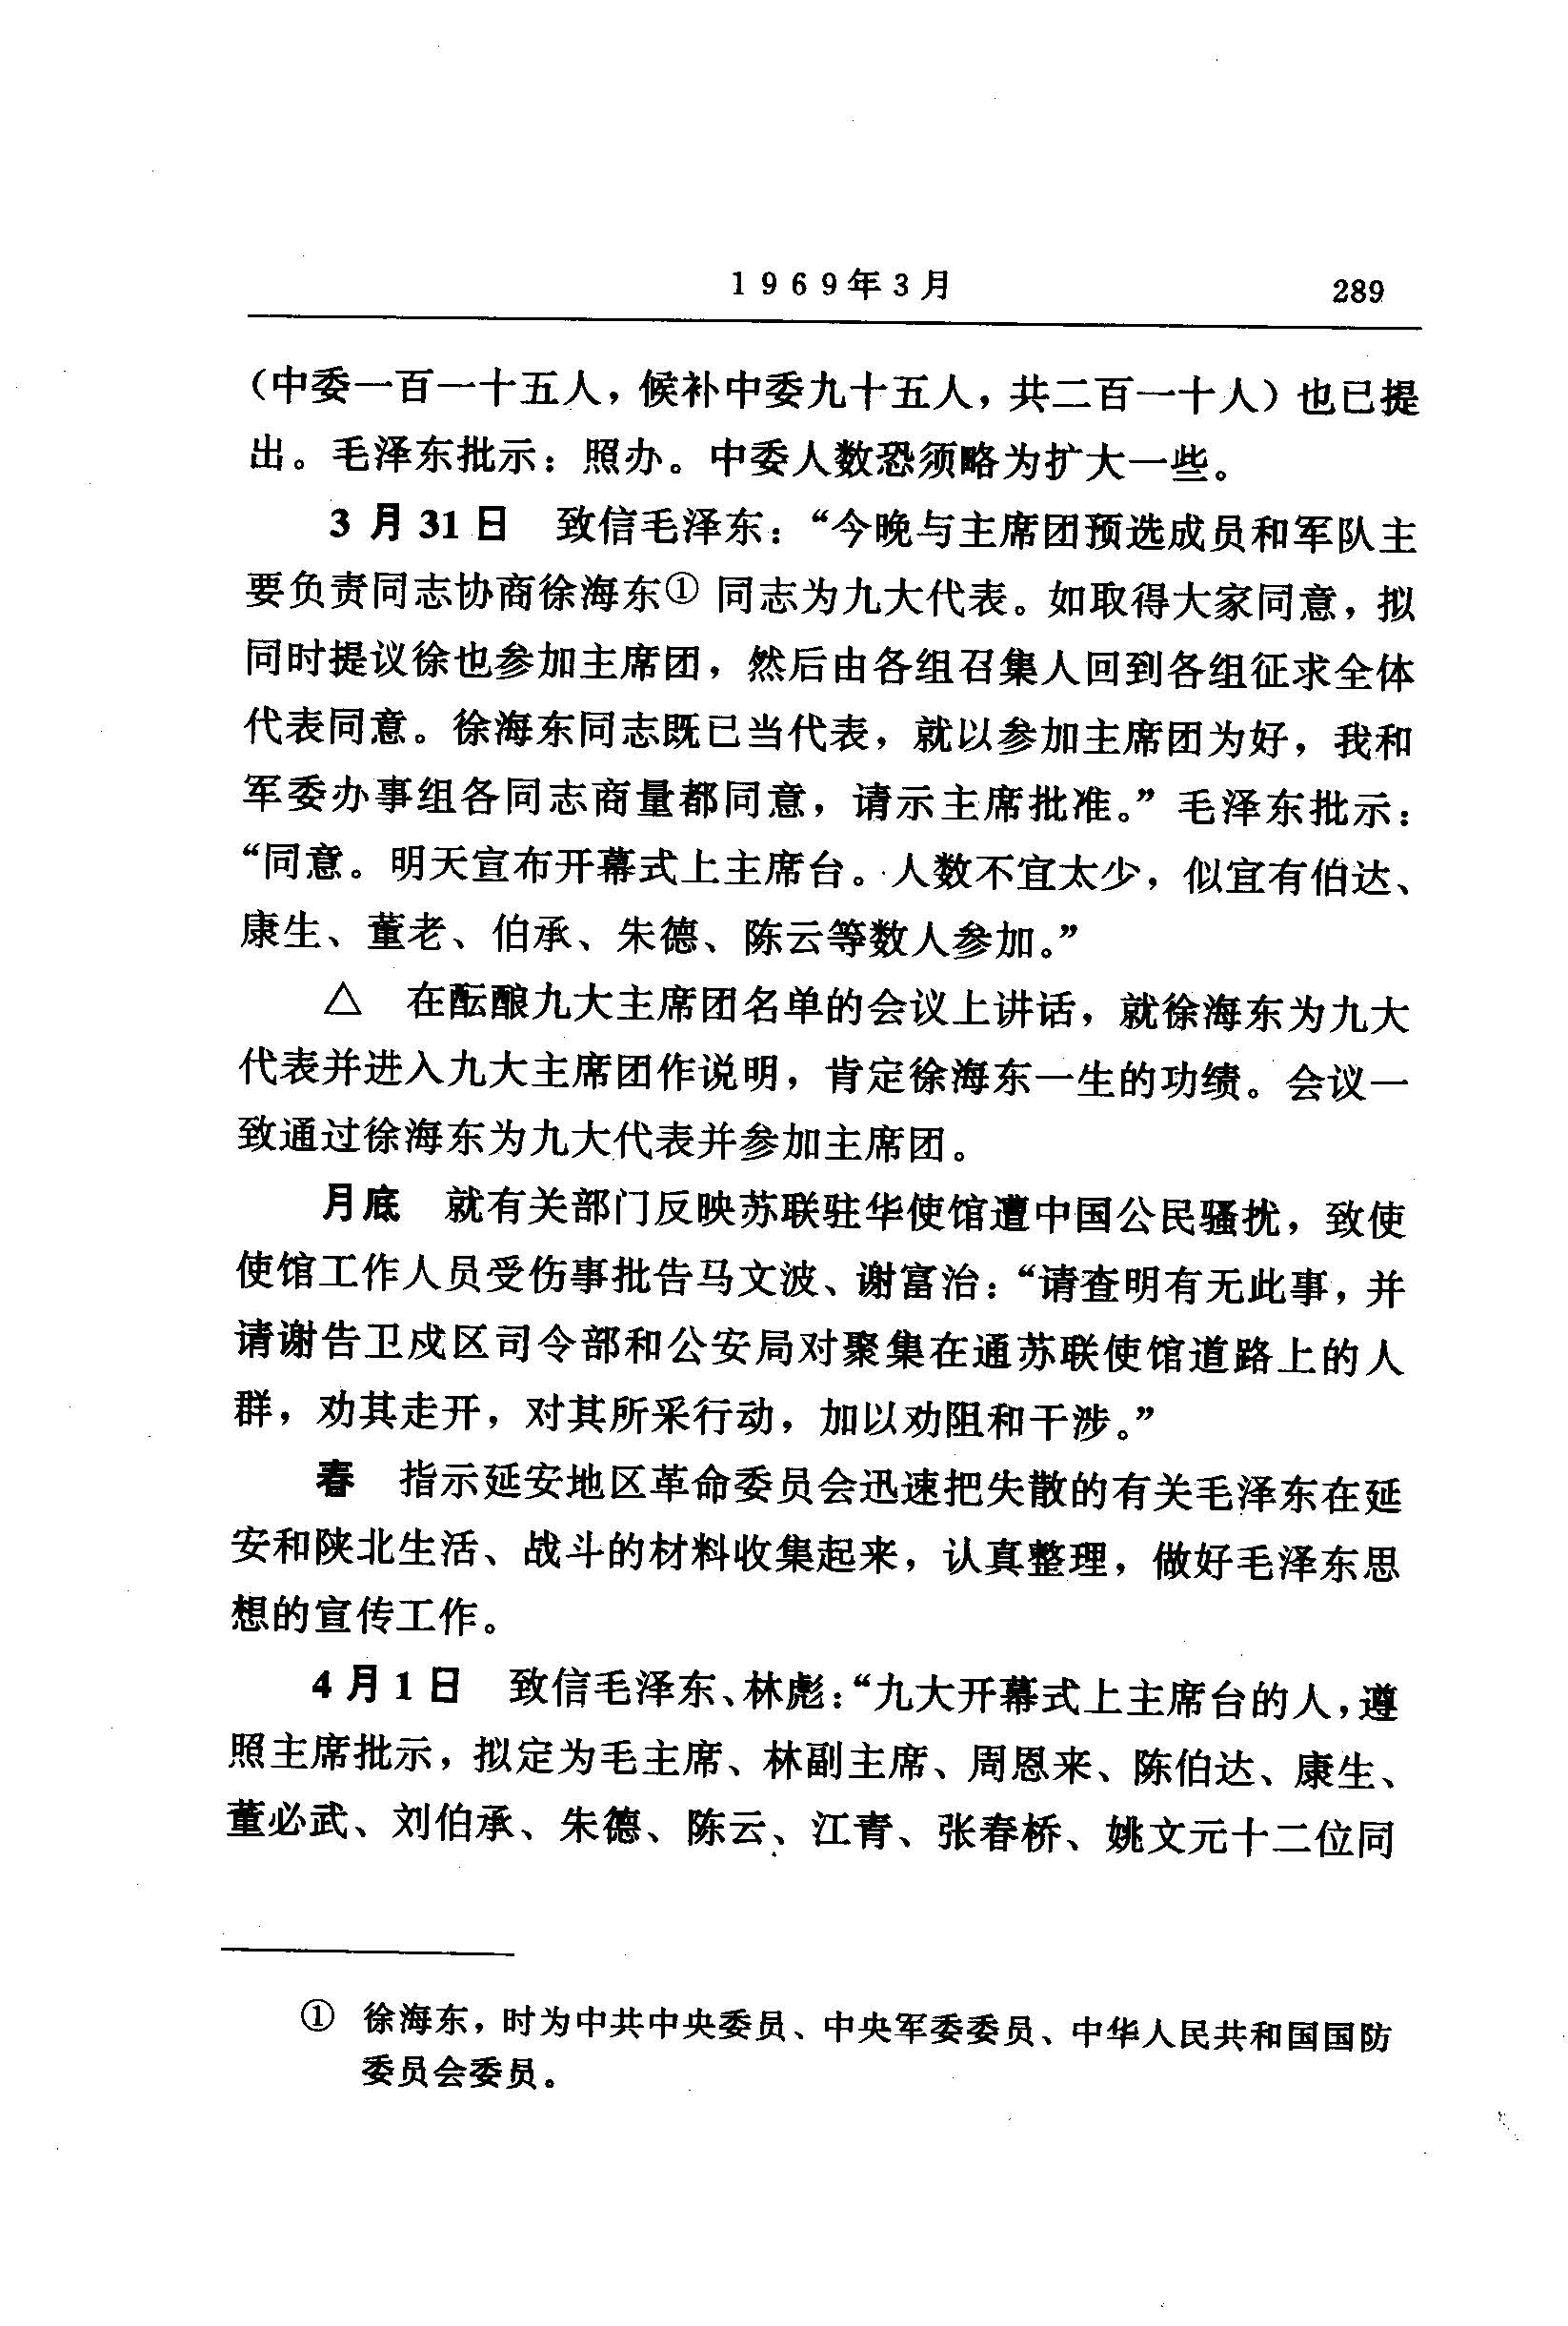 1969年3月
289
（中委一百一十五人，候补中委九十五人，共二百一十人）也已提
出。毛泽东批示：照办。中委人数恐须略为扩大一些。
3月31日 致信毛泽东：“今晚与主席团预选成员和军队主
要负责同志协商徐海东①同志为九大代表。如取得大家同意，拟
同时提议徐也参加主席团，然后由各组召集人回到各组征求全体
代表同意。徐海东同志既已当代表，就以参加主席团为好，我和
军委办事组各同志商量都同意，请示主席批准。”毛泽东批示：
“同意。明天宣布开幕式上主席台。人数不宜太少，似宜有伯达、
康生、董老、伯承、朱德、陈云等数人参加。”
△ 在酝酿九大主席团名单的会议上讲话，就徐海东为九大
代表并进入九大主席团作说明，肯定徐海东一生的功绩。会议一
致通过徐海东为九大代表并参加主席团。
月底 就有关部门反映苏联驻华使馆遭中国公民骚扰，致使
使馆工作人员受伤事批告马文波、谢富治：“请查明有无此事，并
请谢告卫戍区司令部和公安局对聚集在通苏联使馆道路上的人
群，劝其走开，对其所采行动，加以劝阻和干涉。”
春 指示延安地区革命委员会迅速把失散的有关毛泽东在延
安和陕北生活、战斗的材料收集起来，认真整理，做好毛泽东思
想的宣传工作。
4月1日 致信毛泽东、林彪：“九大开幕式上主席台的人，遵
照主席批示，拟定为毛主席、林副主席、周恩来、陈伯达、康生、
董必武、刘伯承、朱德、陈云、江青、张春桥、姚文元十二位同
① 徐海东，时为中共中央委员、中央军委委员、中华人民共和国国防
委员会委员。